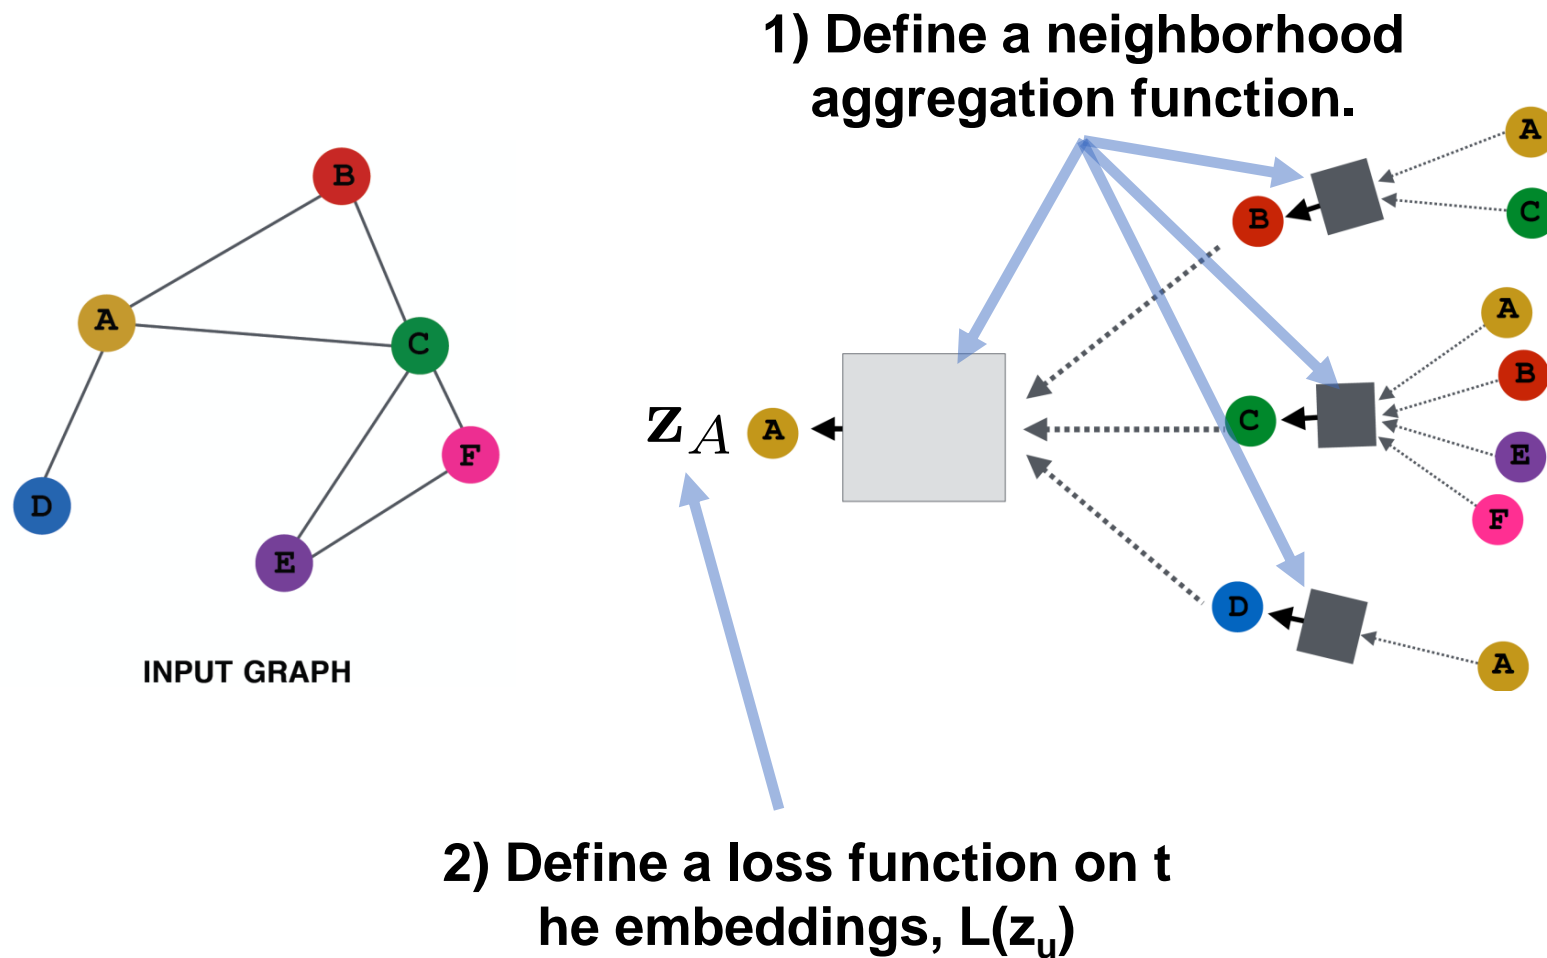 1) Define a neighborhood
aggregation function.
A
B
B
C
A
A
C
B
C
E
F
F
D
E
z_A
A
D
A
INPUT GRAPH
2) Define a loss function on t
he embeddings, L(z_u)